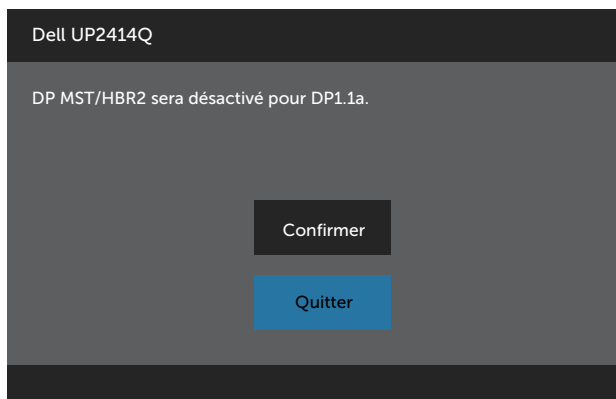 Dell UP2414Q
DP MST/HBR2 sera désactivé pour DP1.1a.
Confirmer
Quitter